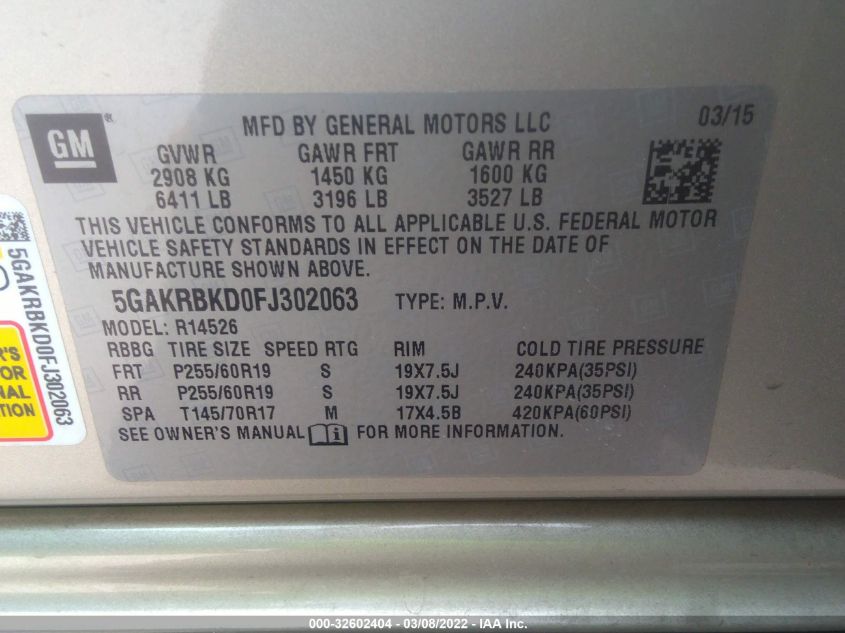 GM®
MFD BY GENERAL MOTORS LLC 03/15
GVWR GAWR FRT GAWR RR
2908 KG 1450 KG 1600 KG
6411 LB 3196 LB 3527 LB
THIS VEHICLE CONFORMS TO ALL APPLICABLE U.S. FEDERAL MOTOR
VEHICLE SAFETY STANDARDS IN EFFECT ON THE DATE OF
MANUFACTURE SHOWN ABOVE.
5GAKRBKD0FJ302063 TYPE: M.P.V.
MODEL: R14526
RBBG TIRE SIZE SPEED RTG RIM COLD TIRE PRESSURE
FRT P255/60R19 S 19X7.5J 240KPA(35PSI)
RR P255/60R19 S 19X7.5J 240KPA(35PSI)
SPA T145/70R17 M 17X4.5B 420KPA(60PSI)
SEE OWNER'S MANUAL i FOR MORE INFORMATION.
5GAKRBKD0FJ302063
000-32602404 - 03/08/2022 - IAA Inc.